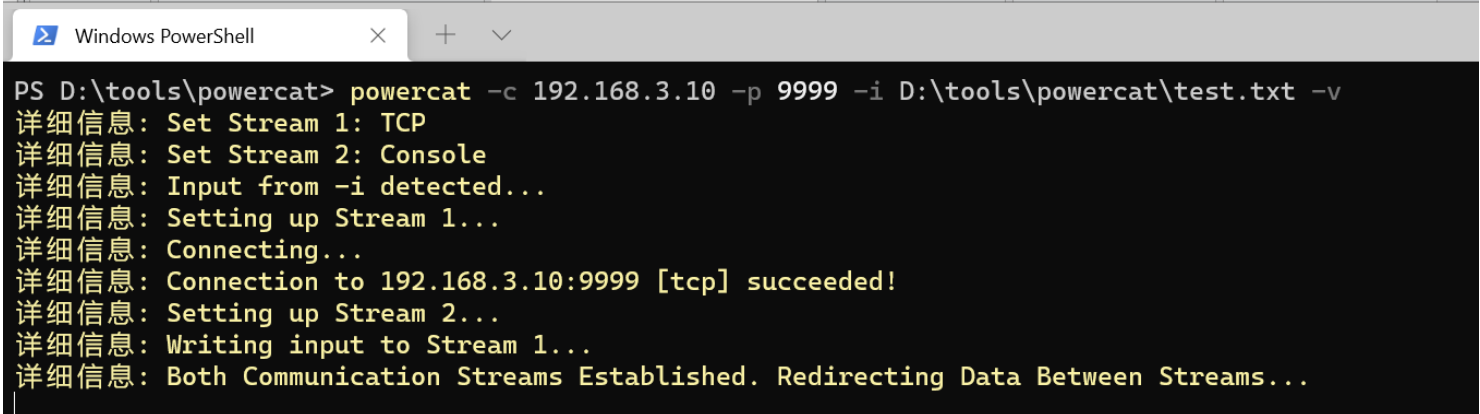 Windows PowerShell
PS D:\tools\powercat> powercat -c 192.168.3.10 -p 9999 -i D:\tools\powercat\test.txt -v
详细信息: Set Stream 1: TCP
详细信息: Set Stream 2: Console
详细信息: Input from -i detected...
详细信息: Setting up Stream 1...
详细信息: Connecting...
详细信息: Connection to 192.168.3.10:9999 [tcp] succeeded!
详细信息: Setting up Stream 2...
详细信息: Writing input to Stream 1...
详细信息: Both Communication Streams Established. Redirecting Data Between Streams...